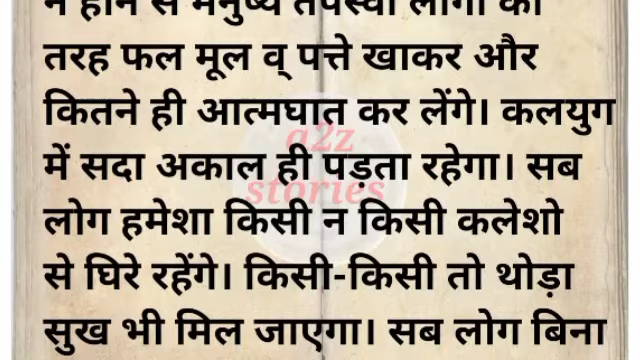 न होने से मनुष्य तपस्वी लोगों की
तरह फल मूल व् पत्ते खाकर और
कितने ही आत्मघात कर लेंगे। कलयुग
में सदा अकाल ही पड़ता रहेगा। सब
लोग हमेशा किसी न किसी कलेशो
से घिरे रहेंगे। किसी-किसी तो थोड़ा
सुख भी मिल जाएगा। सब लोग बिना
a2z
stories